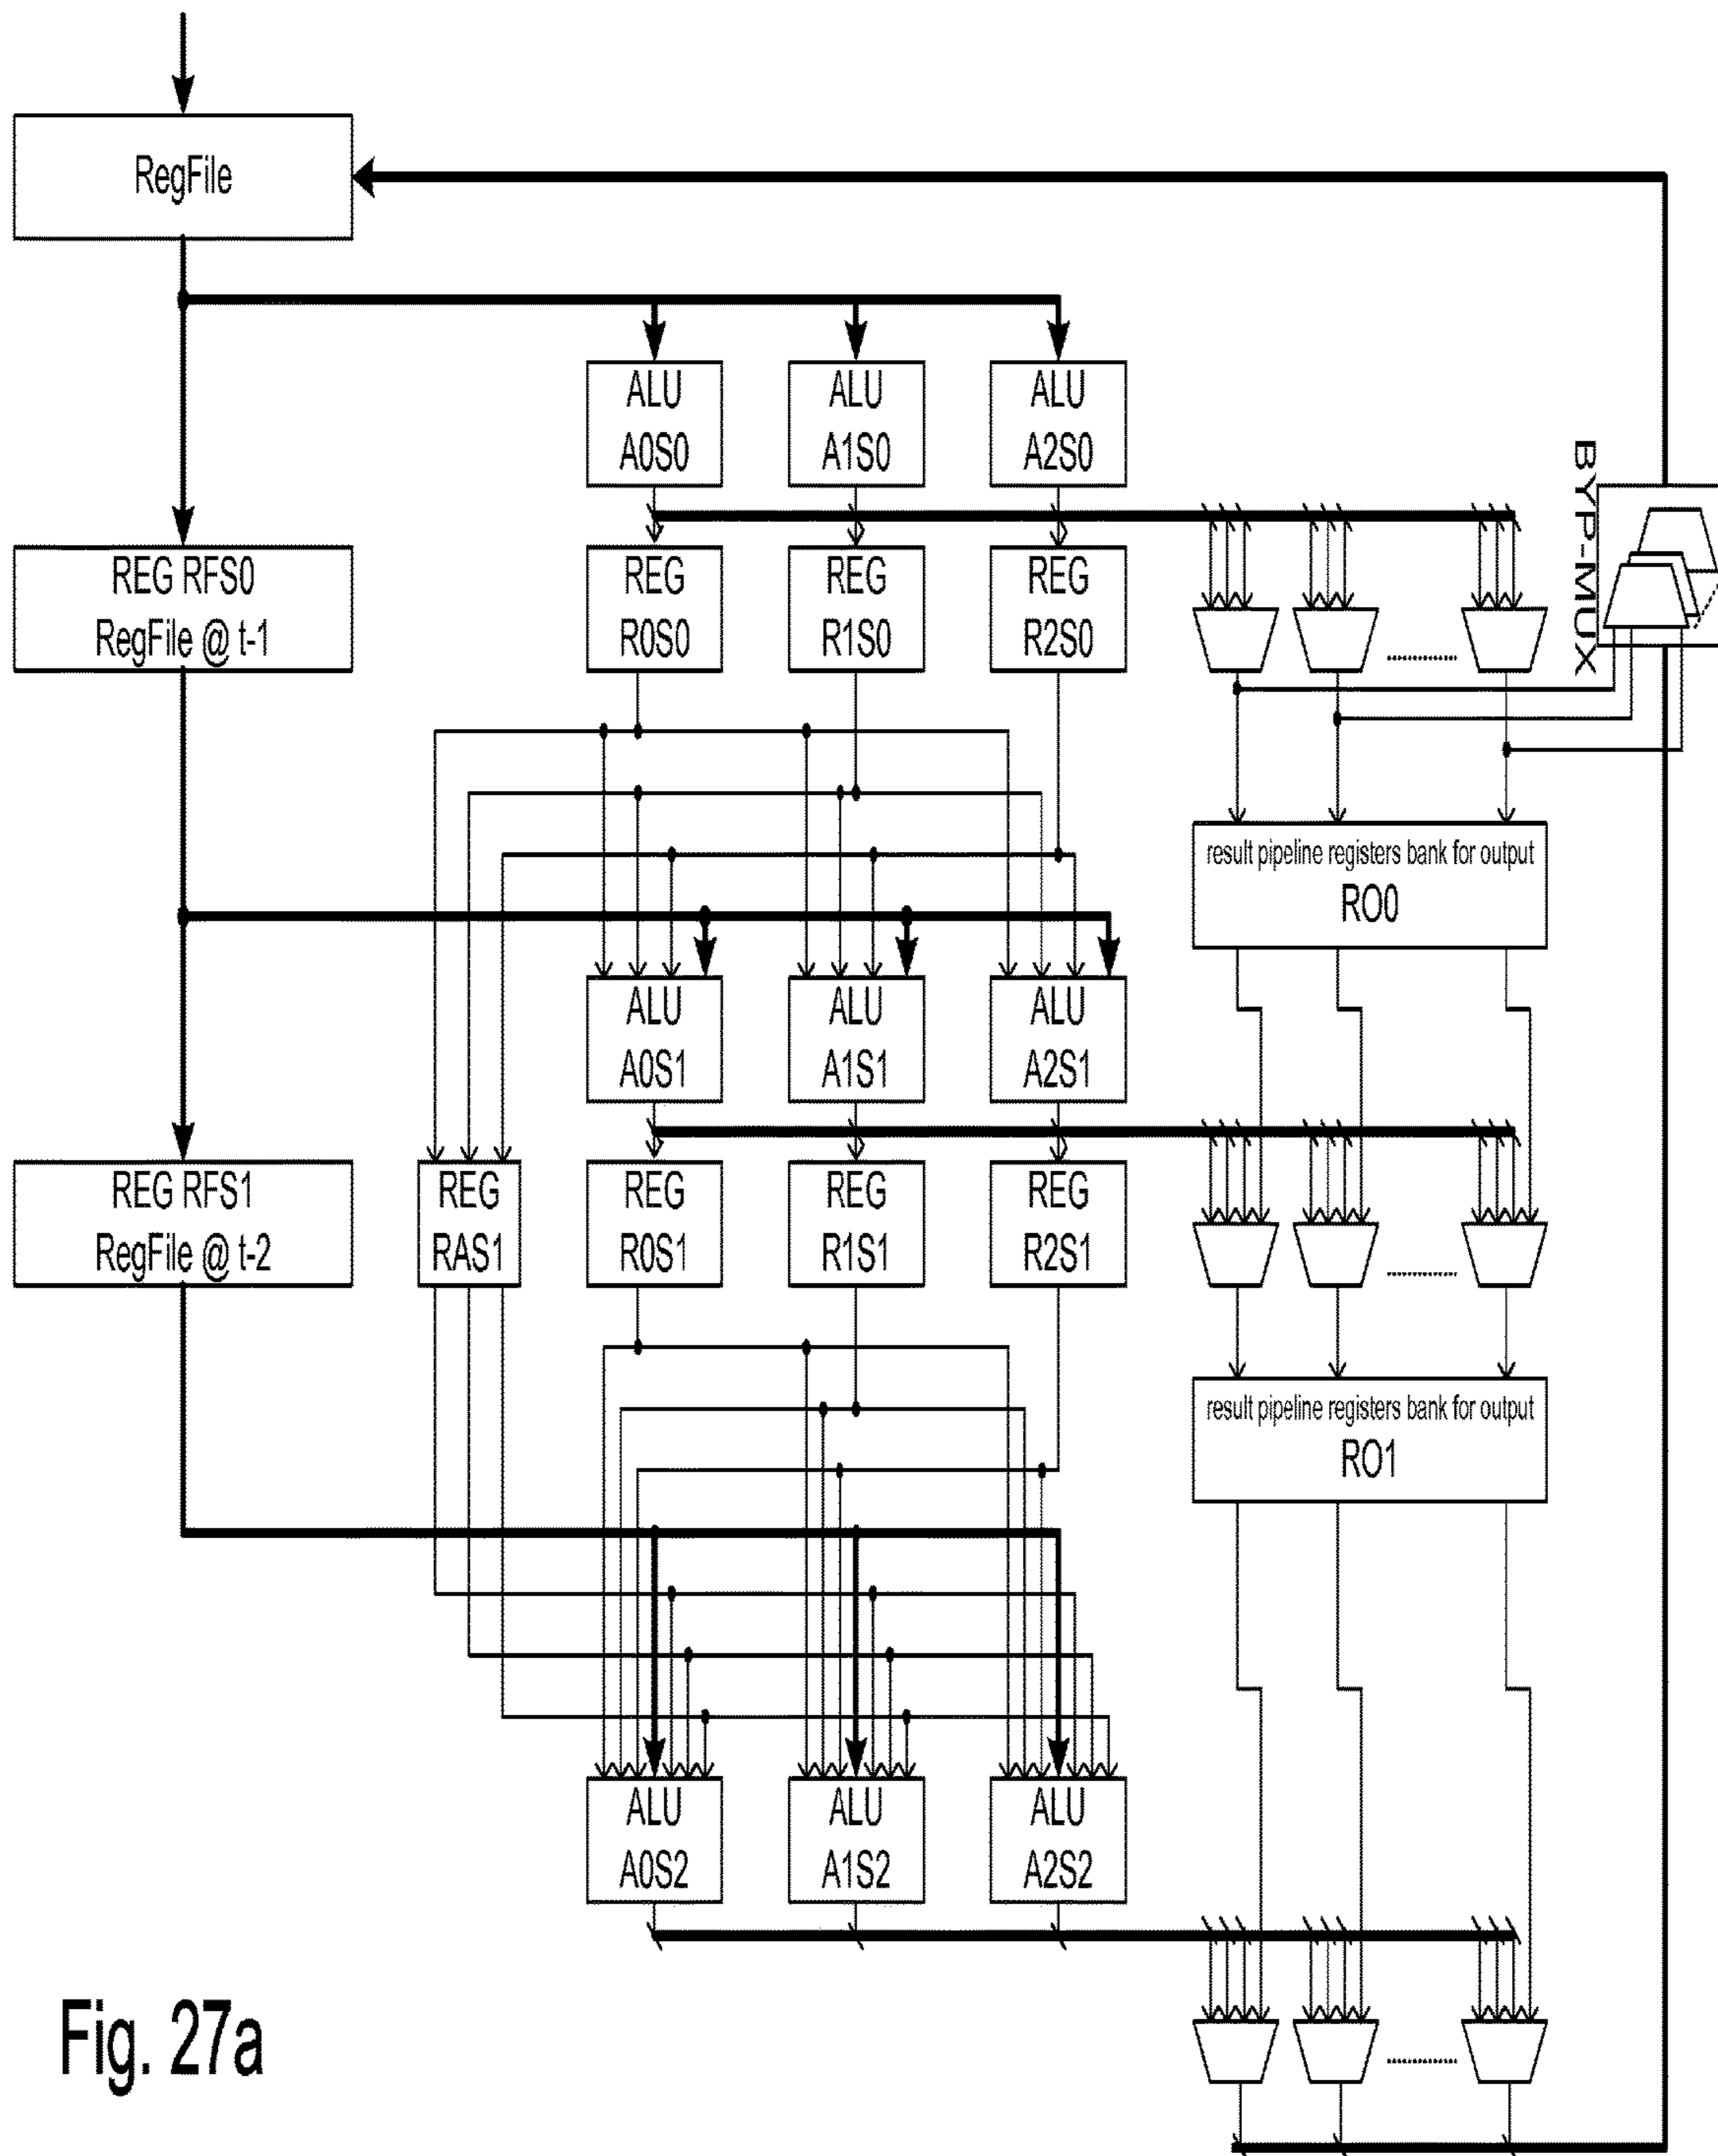 RegFile
ALU
A0S0
ALU
A1S0
ALU
A2S0
BYP-MUX
REG RFS0
RegFile @ t-1
REG
R0S0
REG
R1S0
REG
R2S0
result pipeline registers bank for output
RO0
ALU
A0S1
ALU
A1S1
ALU
A2S1
REG RFS1
RegFile @ t-2
REG
RAS1
REG
R0S1
REG
R1S1
REG
R2S1
result pipeline registers bank for output
RO1
ALU
A0S2
ALU
A1S2
ALU
A2S2
Fig. 27a